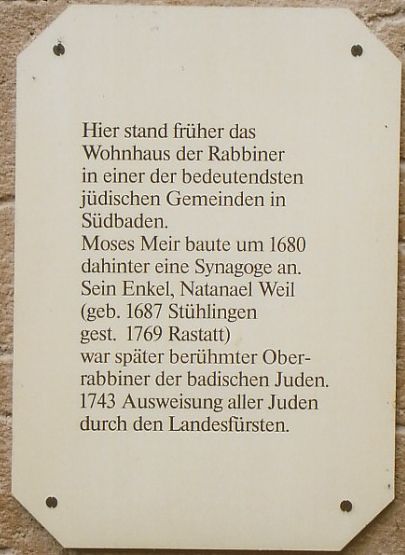 Hier stand früher das
Wohnhaus der Rabbiner
in einer der bedeutendsten
jüdischen Gemeinden in
Südbaden.
Moses Meir baute um 1680
dahinter eine Synagoge an.
Sein Enkel, Natanael Weil
(geb. 1687 Stühlingen
gest. 1769 Rastatt)
war später berühmter Ober-
rabbiner der badischen Juden.
1743 Ausweisung aller Juden
durch den Landesfürsten.